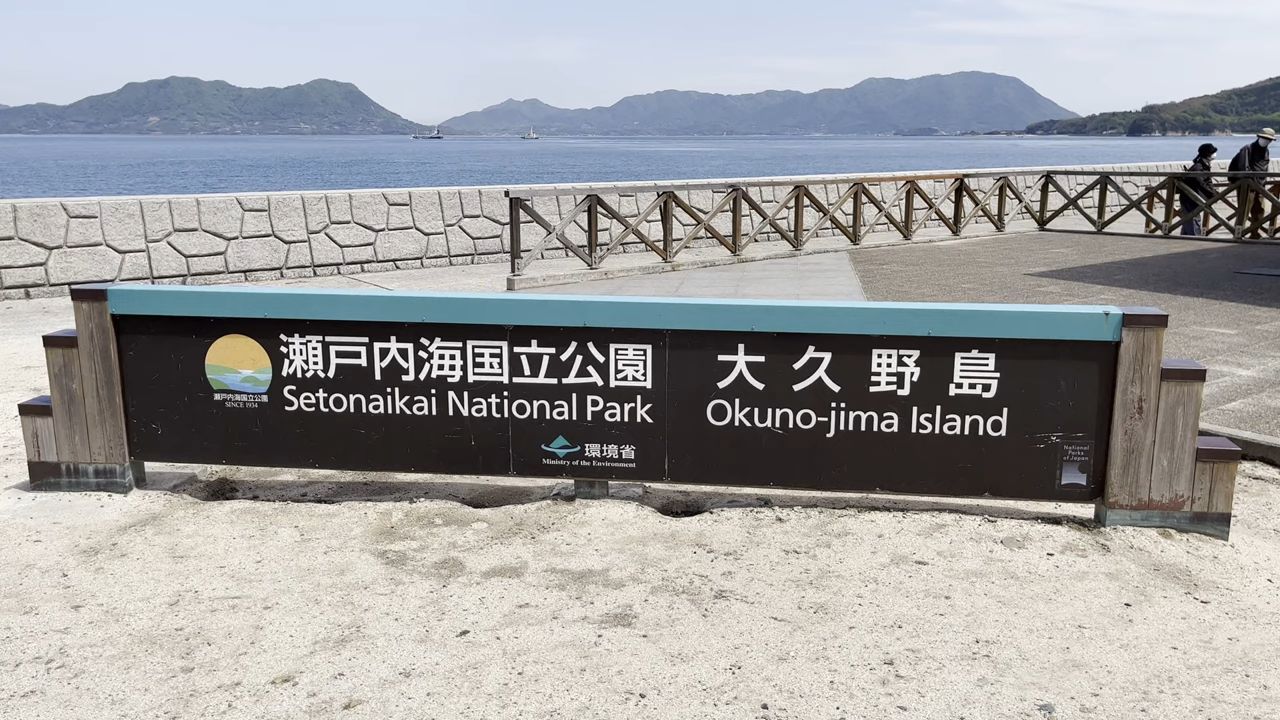 瀬戸内海国立公園
Setonaikai National Park
瀬戸内海国立公園
SINCE 1934
環境省
Ministry of the Environment
大久野島
Okuno-jima Island
National
Parks
of Japan